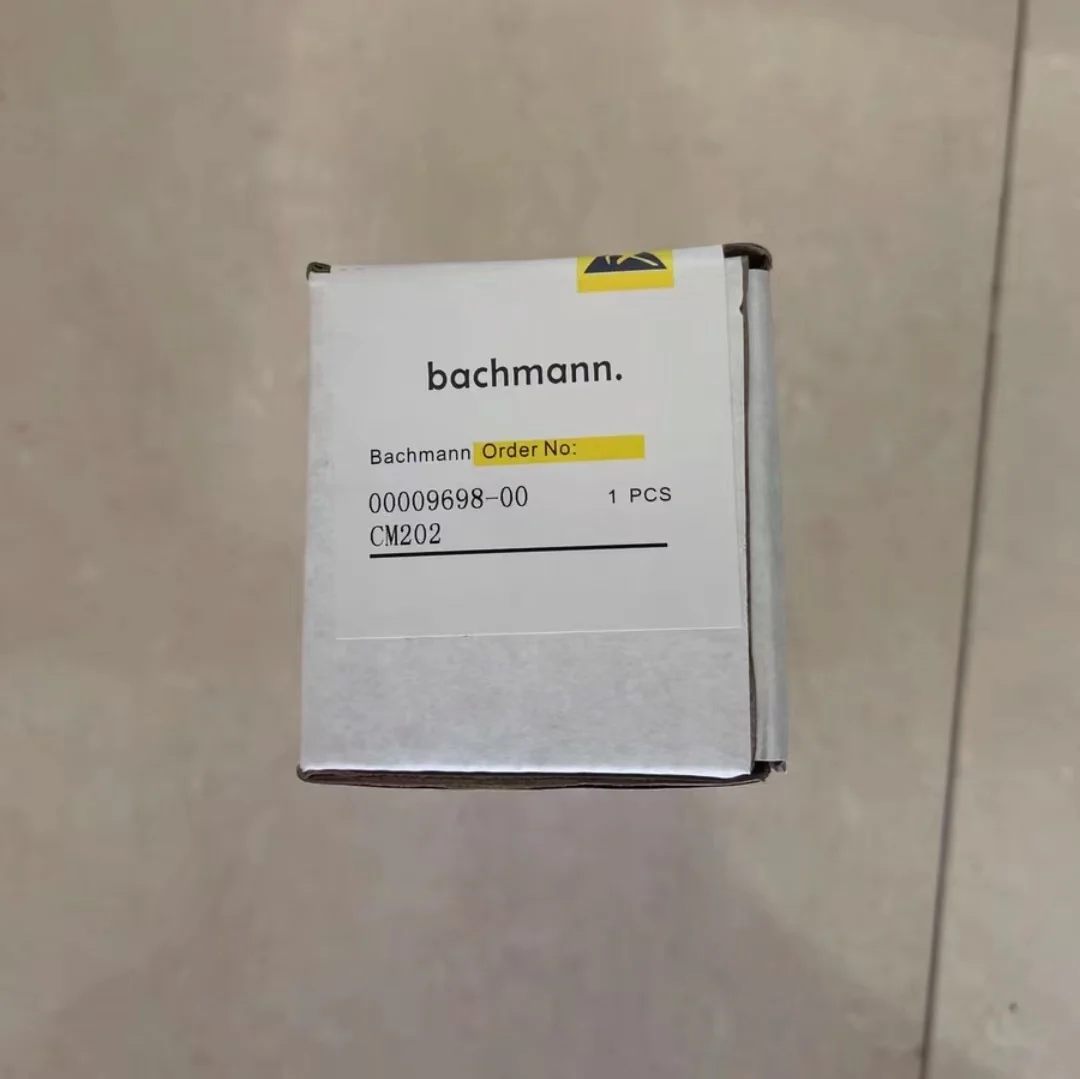 bachmann.
Bachmann Order No:
00009698-00 1 PCS
CM202